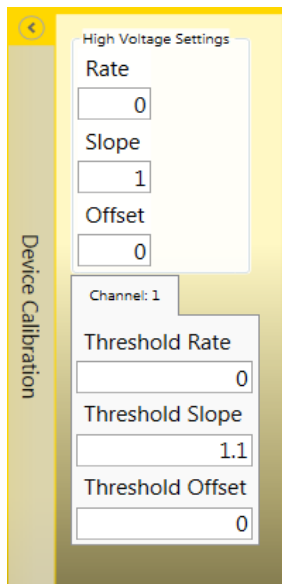 Device Calibration
High Voltage Settings
Rate
0
Slope
1
Offset
0
Channel: 1
Threshold Rate
0
Threshold Slope
1.1
Threshold Offset
0